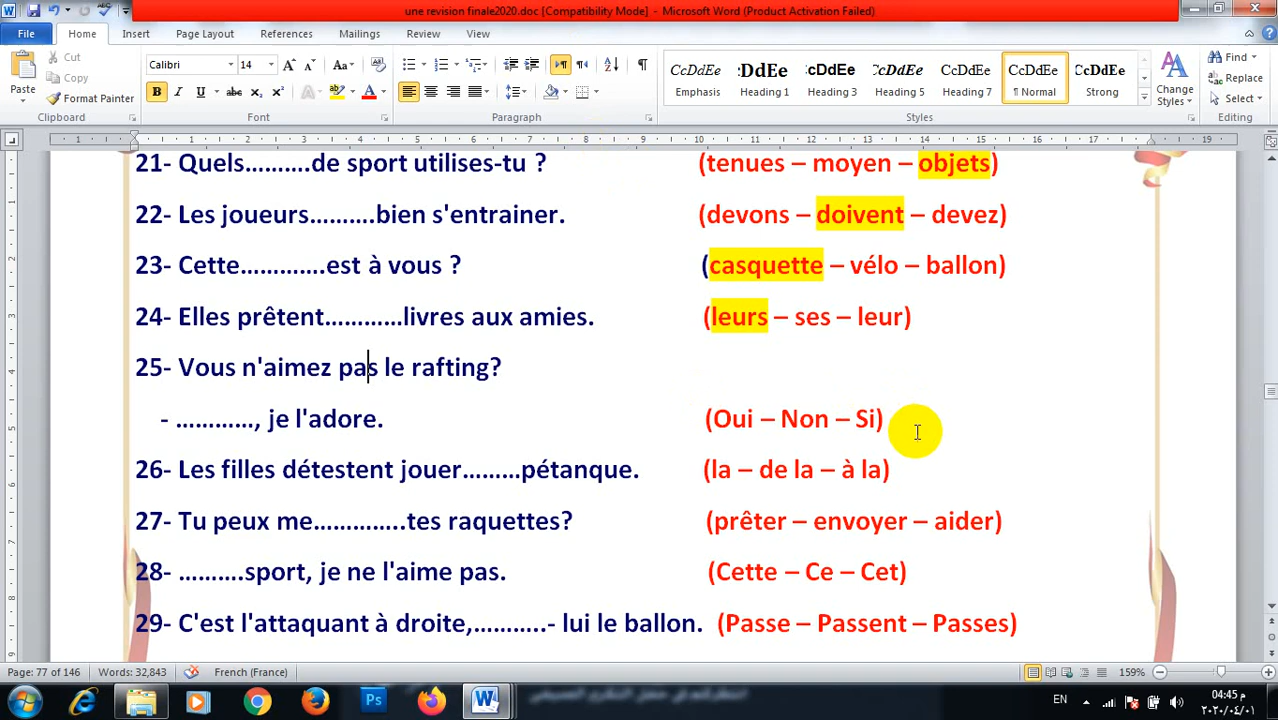 une revision finale2020.doc [Compatibility Mode] - Microsoft Word (Product Activation Failed)
File Home Insert Page Layout References Mailings Review View
Cut
Copy
Format Painter
Paste
Calibri 14
AaBbCcDdEe
Emphasis Heading 1 Heading 3 Heading 5 Heading 7 ¶ Normal Strong
Change Styles
Find
Replace
Select
Clipboard Font Paragraph Styles Editing
21- Quels..........de sport utilises-tu ? (tenues – moyen – objets)
22- Les joueurs..........bien s'entrainer. (devons – doivent – devez)
23- Cette.............est à vous ? (casquette – vélo – ballon)
24- Elles prêtent............livres aux amies. (leurs – ses – leur)
25- Vous n'aimez pas le rafting?
- ............, je l'adore. (Oui – Non – Si)
26- Les filles détestent jouer.........pétanque. (la – de la – à la)
27- Tu peux me..............tes raquettes? (prêter – envoyer – aider)
28- ..........sport, je ne l'aime pas. (Cette – Ce – Cet)
29- C'est l'attaquant à droite,...........- lui le ballon. (Passe – Passent – Passes)
Page: 77 of 146 Words: 32,843 French (France) 159%
EN
04:45 م
٢٠٢٠/٠٤/٠١